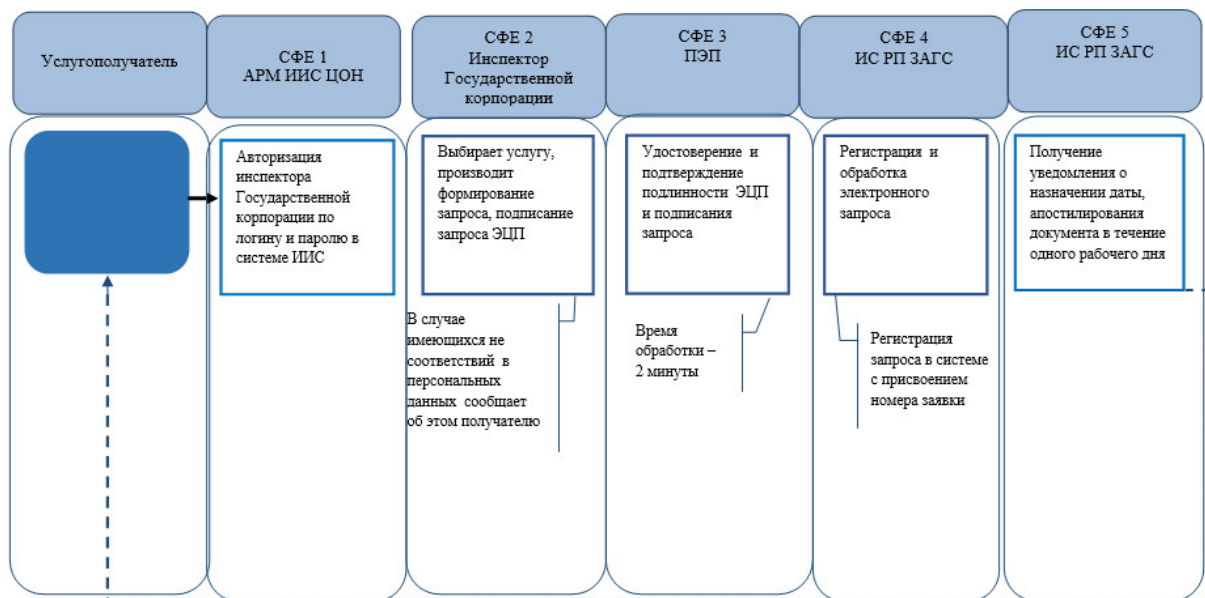 Услугополучатель
СФЕ 1
АРМ ИИС ЦОН
СФЕ 2
Инспектор
Государственной
корпорации
СФЕ 3
ПЭП
СФЕ 4
ИС РП ЗАГС
СФЕ 5
ИС РП ЗАГС
Авторизация
инспектора
Государственной
корпорации по
логину и паролю в
системе ИИС
Выбирает услугу,
производит
формирование
запроса, подписание
запроса ЭЦП
Удостоверение и
подтверждение
подлинности ЭЦП
и подписания
запроса
Регистрация и
обработка
электронного
запроса
Получение
уведомления о
назначении даты,
апостилирования
документа в течение
одного рабочего дня
В случае
имеющихся не
соответствий в
персональных
данных сообщает
об этом получателю
Время
обработки –
2 минуты
Регистрация
запроса в системе
с присвоением
номера заявки